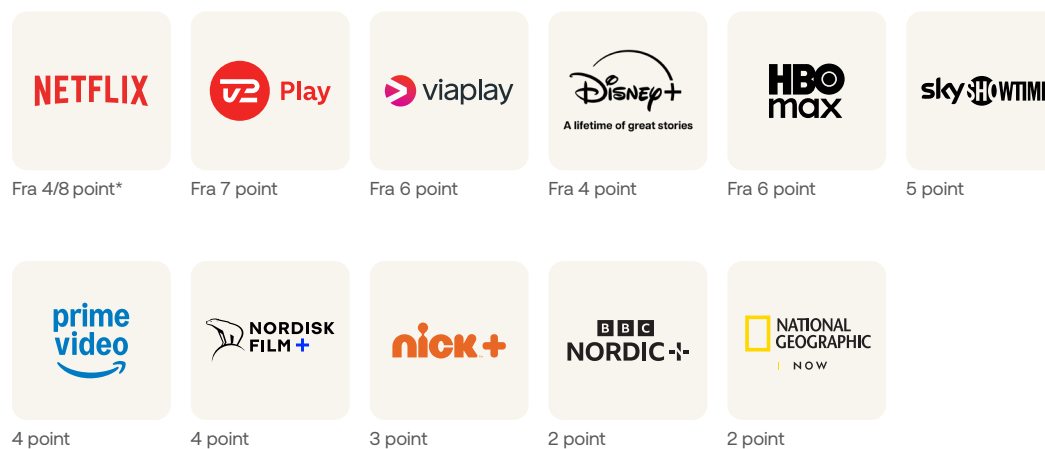 NETFLIX
TV2 Play
viaplay
Disney+
A lifetime of great stories
HBO
max
sky SHOWTIM
Fra 4/8 point*
Fra 7 point
Fra 6 point
Fra 4 point
Fra 6 point
5 point
prime
video
NORDISK
FILM +
nick+
BBC
NORDIC+
NATIONAL
GEOGRAPHIC
NOW
4 point
4 point
3 point
2 point
2 point